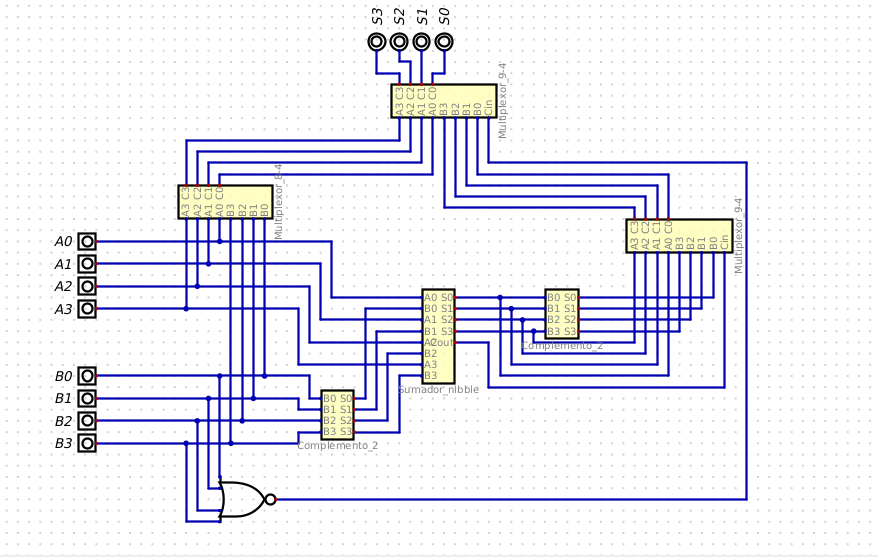 S3 S2 S1 S0
C3 C2 C1 C0
A3 A2 A1 A0 B3 B2 B1 B0 Cin
Multiplexor_9-4
C3 C2 C1 C0
A3 A2 A1 A0 B3 B2 B1 B0
Multiplexor_8-4
C3 C2 C1 C0
A3 A2 A1 A0 B3 B2 B1 B0 Cin
Multiplexor_9-4
A0
A1
A2
A3
A0 S0
B0 S1
A1 S2
B1 S3
A2 Cout
B2
A3
B3
Sumador_nibble
B0 S0
B1 S1
B2 S2
B3 S3
Complemento_2
B0
B1
B2
B3
B0 S0
B1 S1
B2 S2
B3 S3
Complemento_2